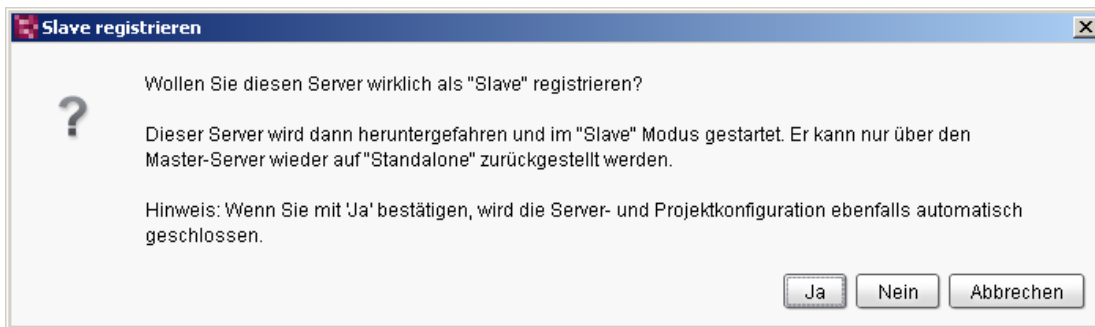 Slave registrieren
Wollen Sie diesen Server wirklich als "Slave" registrieren?
Dieser Server wird dann heruntergefahren und im "Slave" Modus gestartet. Er kann nur über den
Master-Server wieder auf "Standalone" zurückgestellt werden.
Hinweis: Wenn Sie mit 'Ja' bestätigen, wird die Server- und Projektkonfiguration ebenfalls automatisch
geschlossen.
Ja Nein Abbrechen